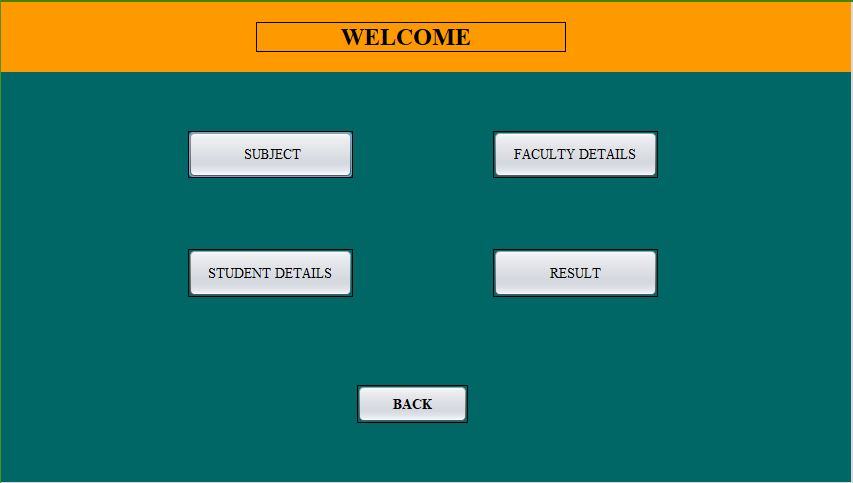 WELCOME
SUBJECT
FACULTY DETAILS
STUDENT DETAILS
RESULT
BACK